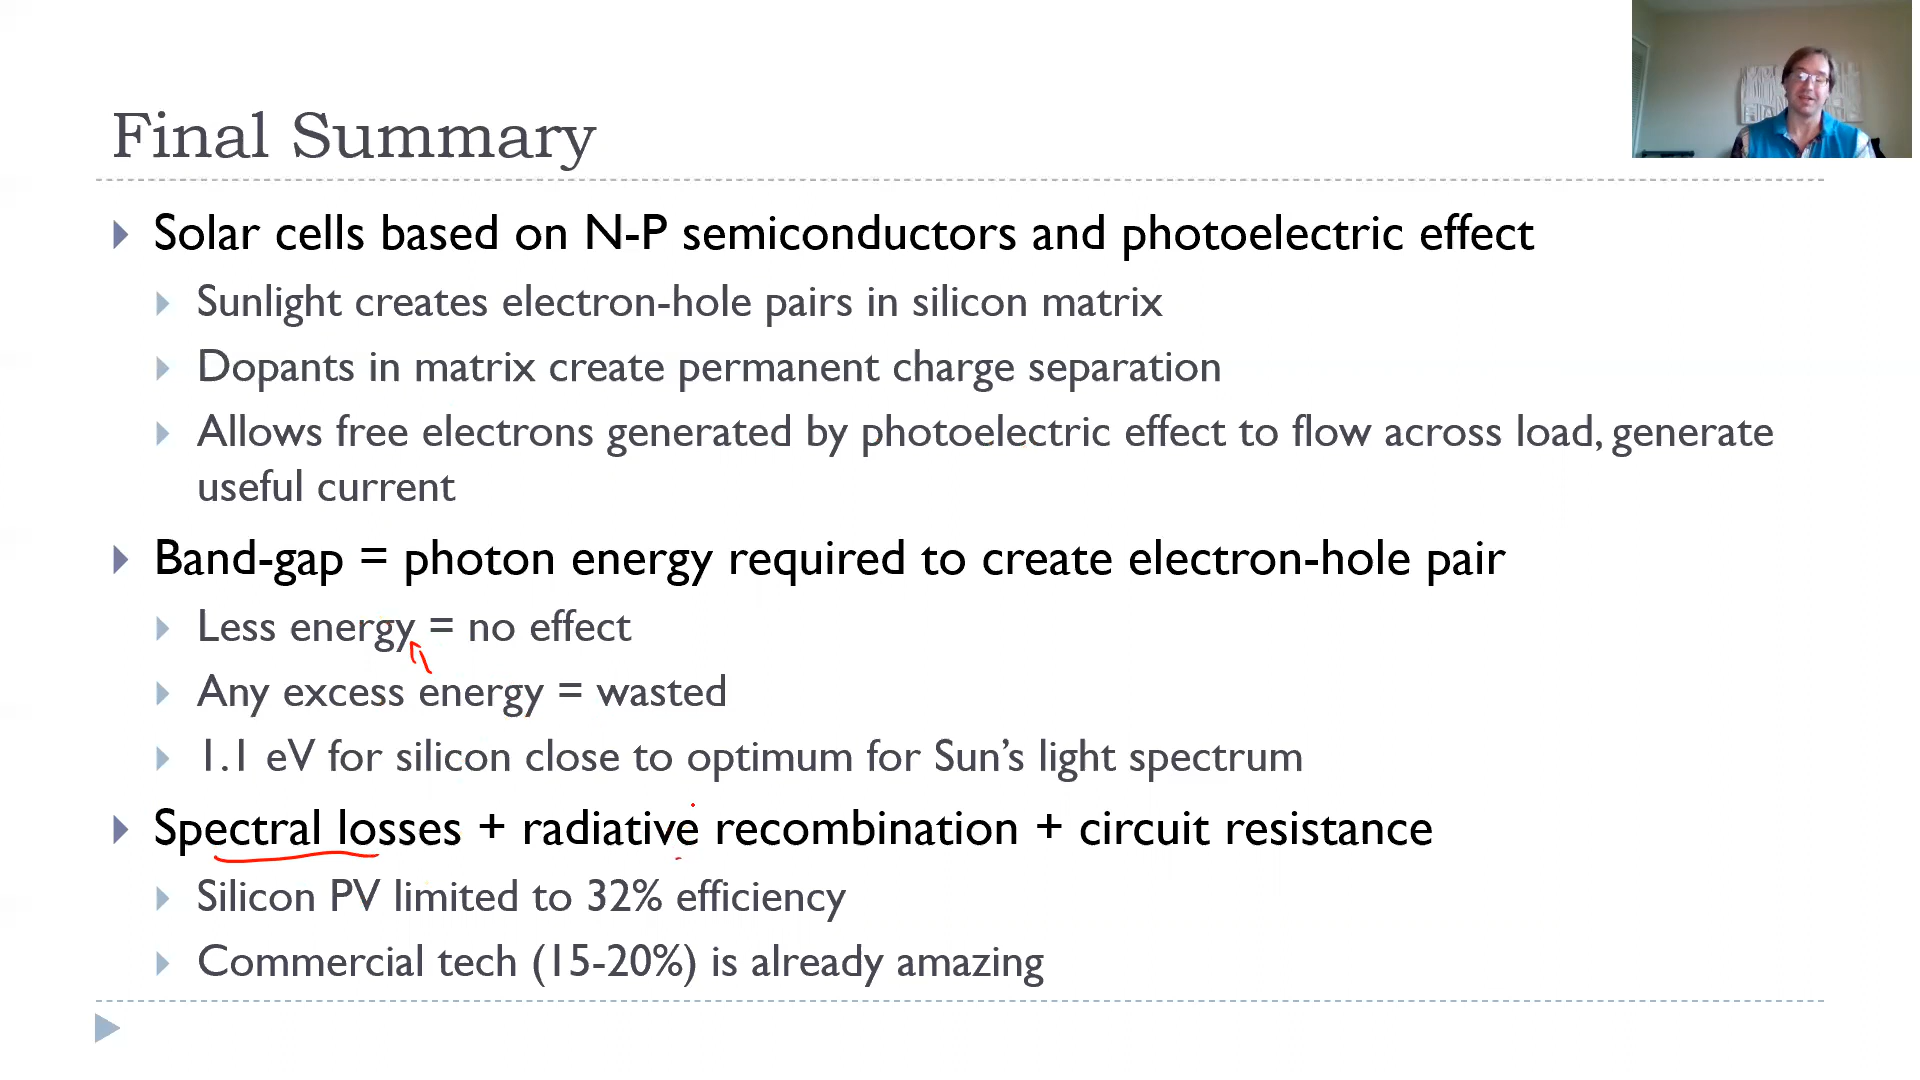 Final Summary
Solar cells based on N-P semiconductors and photoelectric effect
Sunlight creates electron-hole pairs in silicon matrix
Dopants in matrix create permanent charge separation
Allows free electrons generated by photoelectric effect to flow across load, generate
useful current
Band-gap = photon energy required to create electron-hole pair
Less energy = no effect
Any excess energy = wasted
1.1 eV for silicon close to optimum for Sun's light spectrum
Spectral losses + radiative recombination + circuit resistance
Silicon PV limited to 32% efficiency
Commercial tech (15-20%) is already amazing